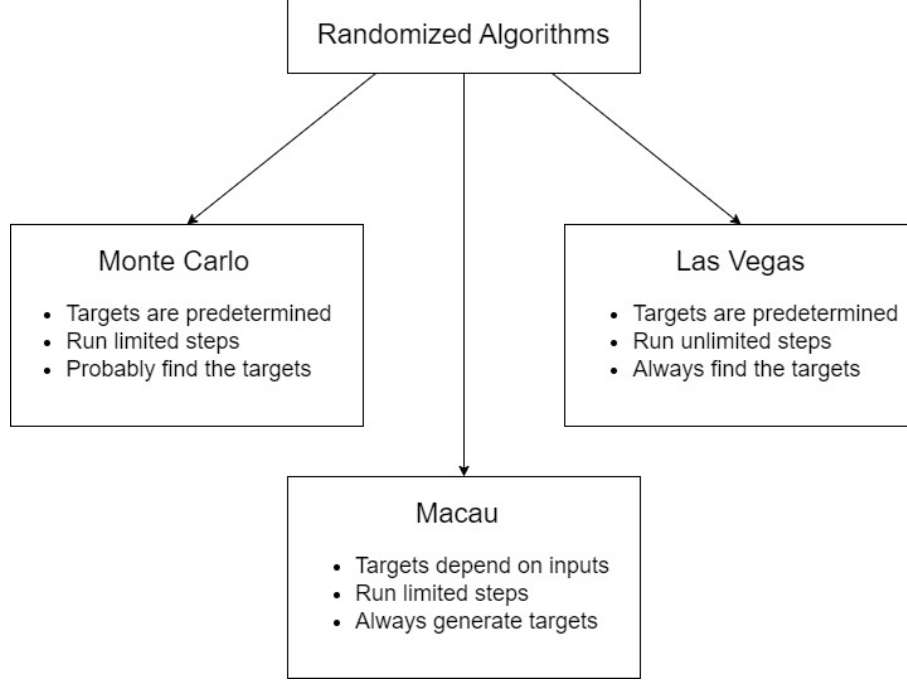 Randomized Algorithms
Monte Carlo
• Targets are predetermined
• Run limited steps
• Probably find the targets
Las Vegas
• Targets are predetermined
• Run unlimited steps
• Always find the targets
Macau
• Targets depend on inputs
• Run limited steps
• Always generate targets